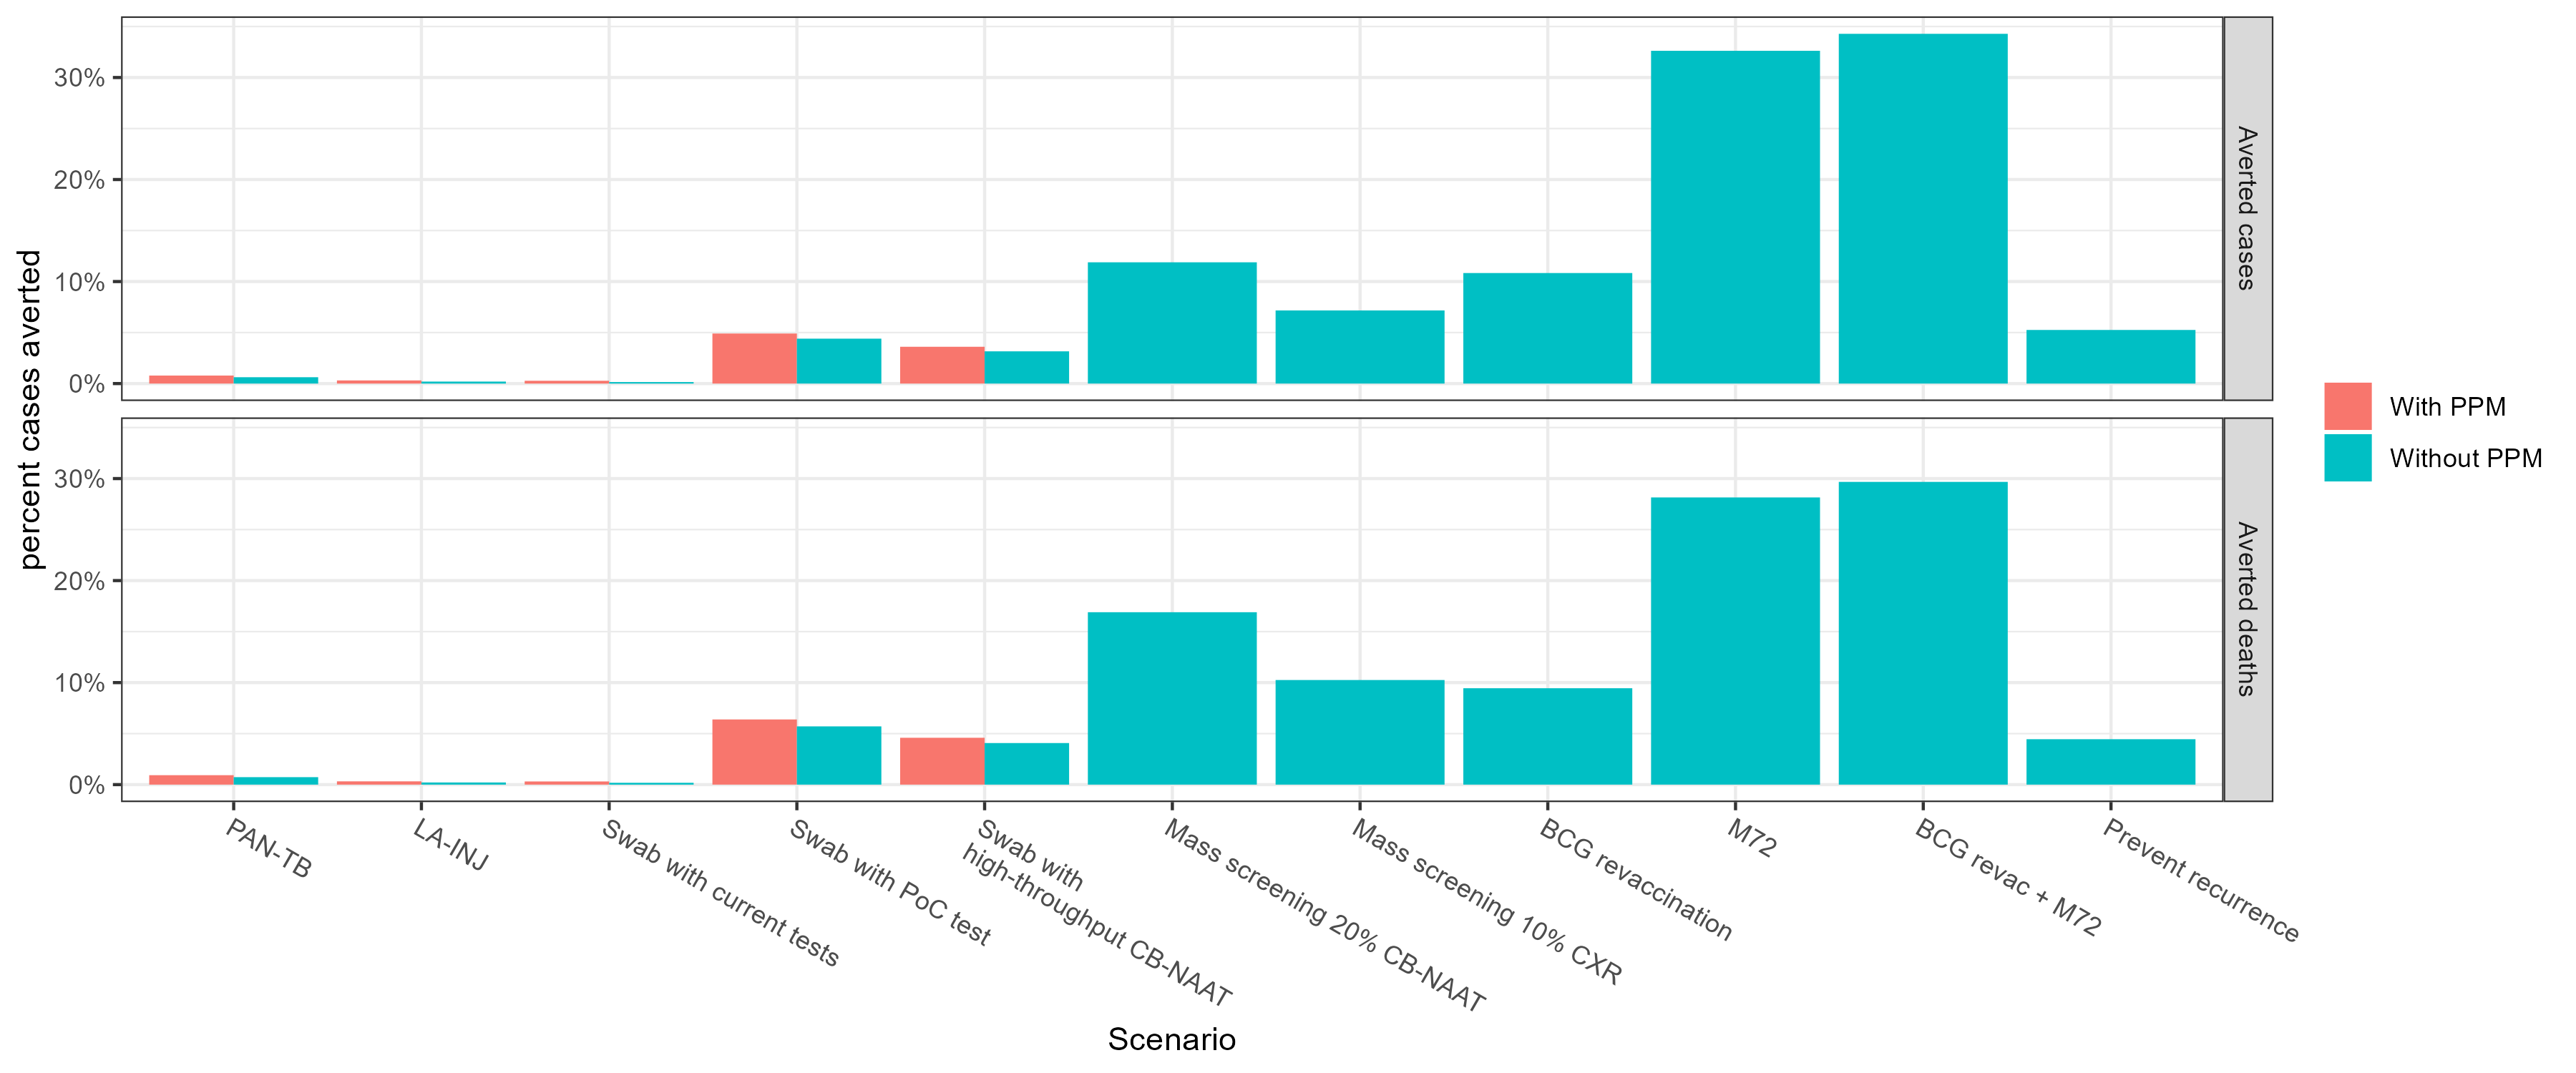 percent cases averted
30%
20%
10%
0%
Averted cases
30%
20%
10%
0%
Averted deaths
PAN-TB
LA-INJ
Swab with current tests
Swab with PoC test
Swab with
high-throughput CB-NAAT
Mass screening 20% CB-NAAT
Mass screening 10% CXR
BCG revaccination
M72
BCG revac + M72
Prevent recurrence
Scenario
With PPM
Without PPM